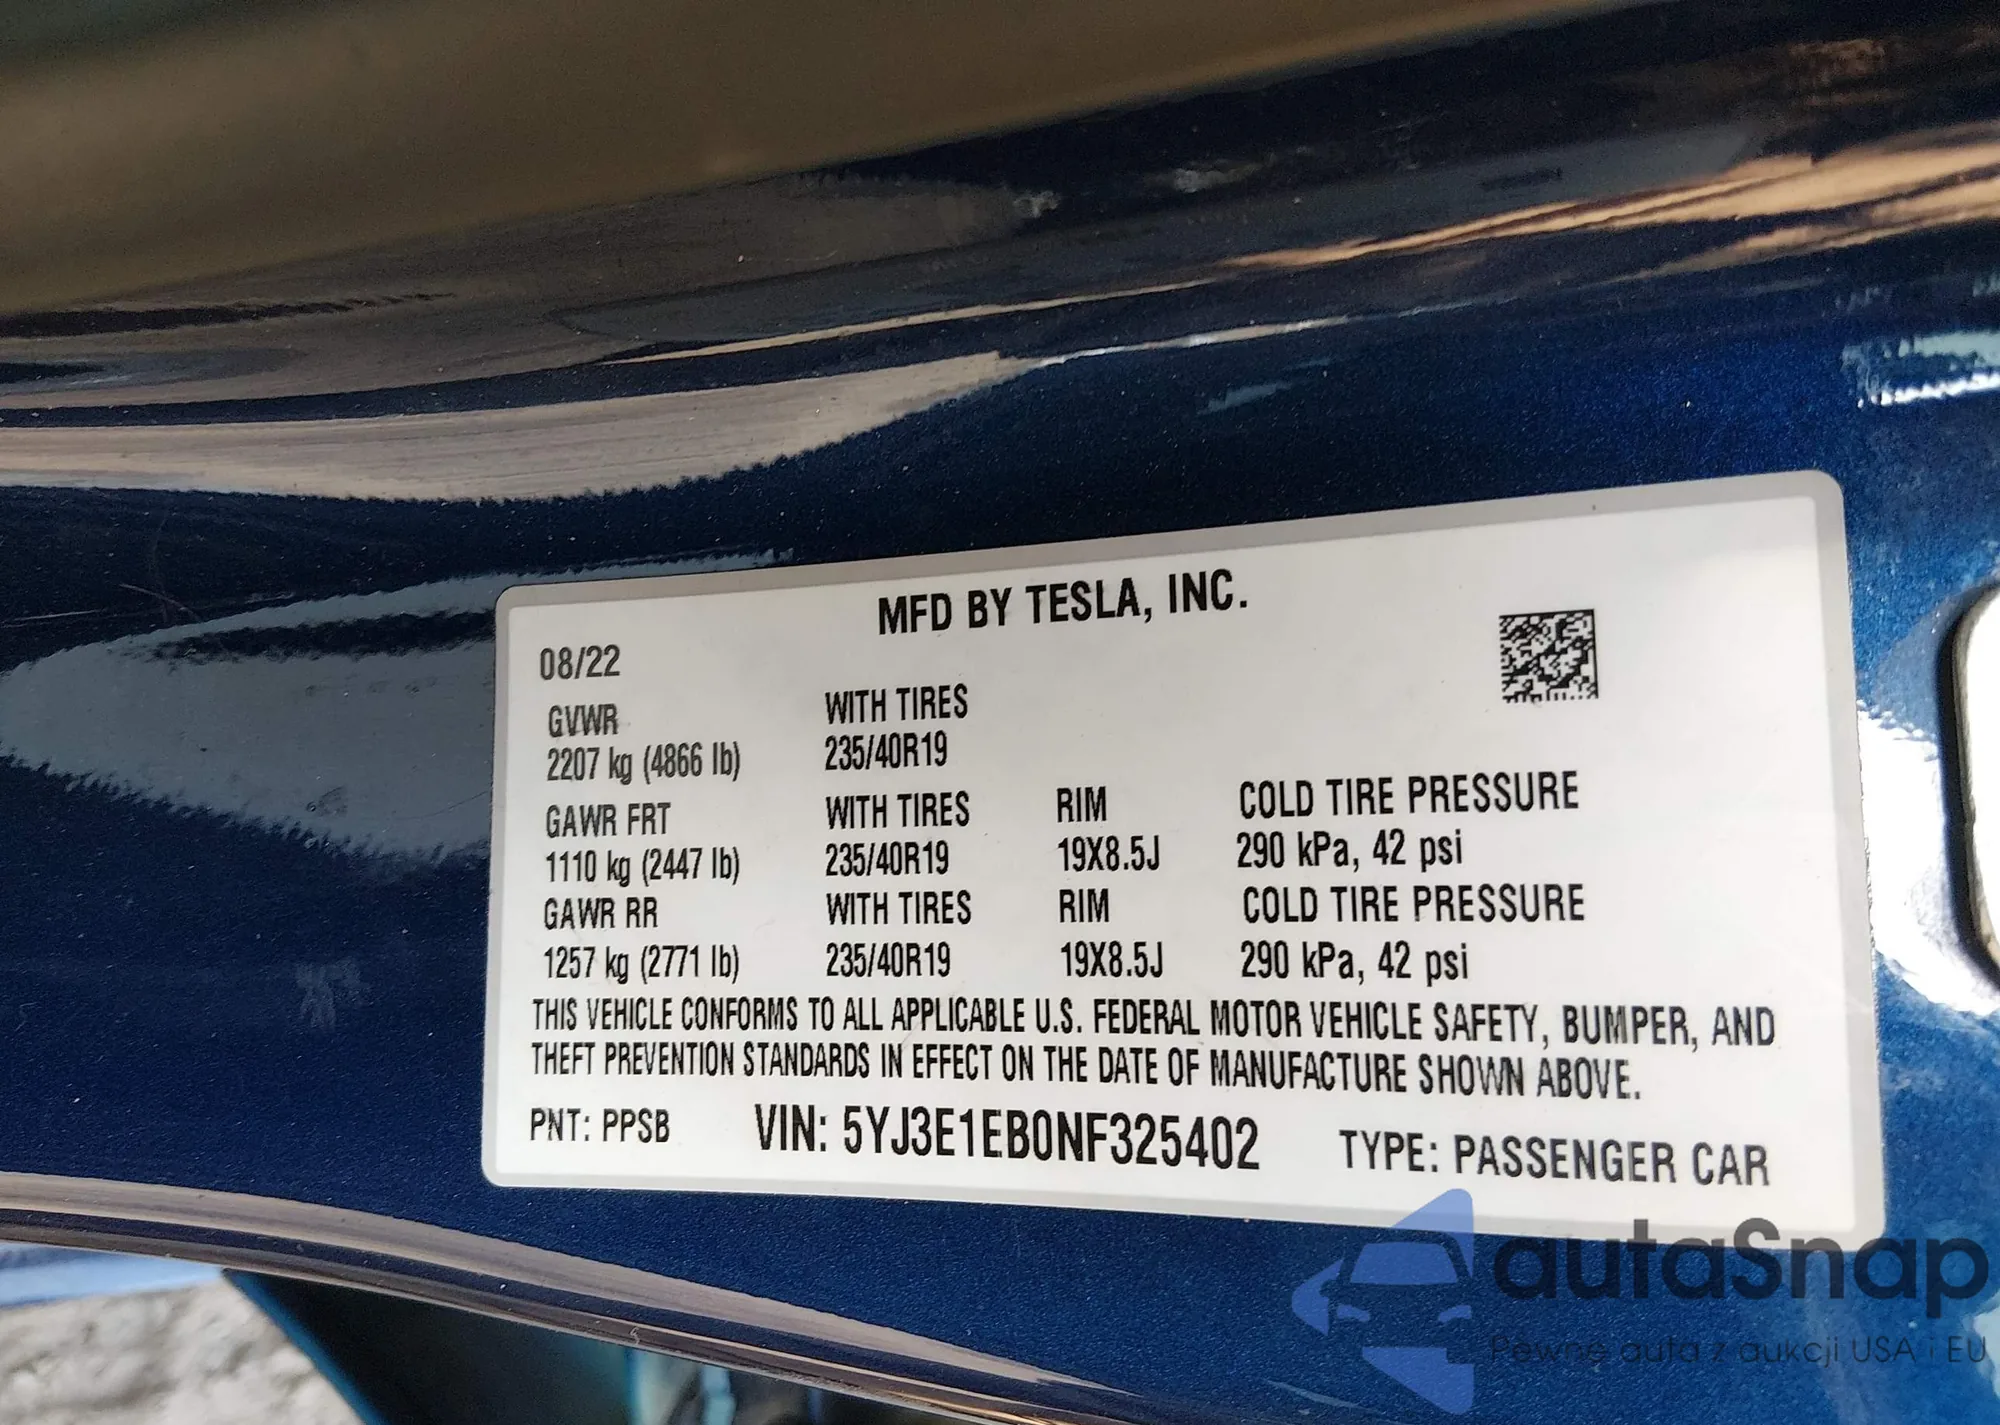 MFD BY TESLA, INC.
08/22
GVWR WITH TIRES
2207 kg (4866 lb) 235/40R19
GAWR FRT WITH TIRES RIM COLD TIRE PRESSURE
1110 kg (2447 lb) 235/40R19 19X8.5J 290 kPa, 42 psi
GAWR RR WITH TIRES RIM COLD TIRE PRESSURE
1257 kg (2771 lb) 235/40R19 19X8.5J 290 kPa, 42 psi
THIS VEHICLE CONFORMS TO ALL APPLICABLE U.S. FEDERAL MOTOR VEHICLE SAFETY, BUMPER, AND
THEFT PREVENTION STANDARDS IN EFFECT ON THE DATE OF MANUFACTURE SHOWN ABOVE.
PNT: PPSB VIN: 5YJ3E1EB0NF325402 TYPE: PASSENGER CAR
autaSnap
Pewne auta z aukcji USA i EU